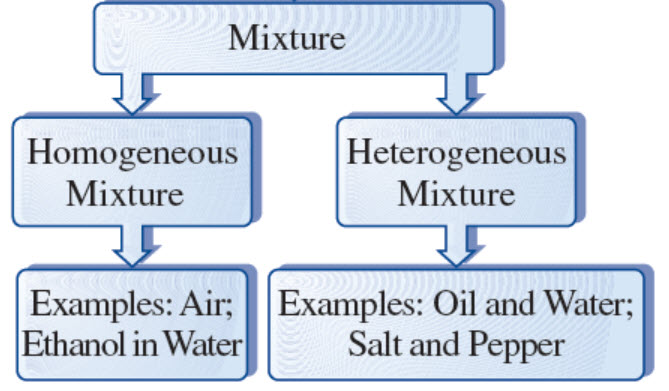 Mixture
Homogeneous
Mixture
Heterogeneous
Mixture
Examples: Air;
Ethanol in Water
Examples: Oil and Water;
Salt and Pepper